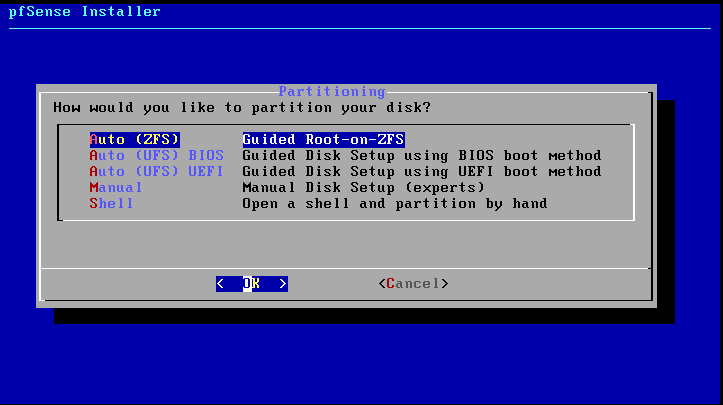 pfSense Installer
Partitioning
How would you like to partition your disk?
Auto (ZFS) Guided Root-on-ZFS
Auto (UFS) BIOS Guided Disk Setup using BIOS boot method
Auto (UFS) UEFI Guided Disk Setup using UEFI boot method
Manual Manual Disk Setup (experts)
Shell Open a shell and partition by hand
< OK > <Cancel>